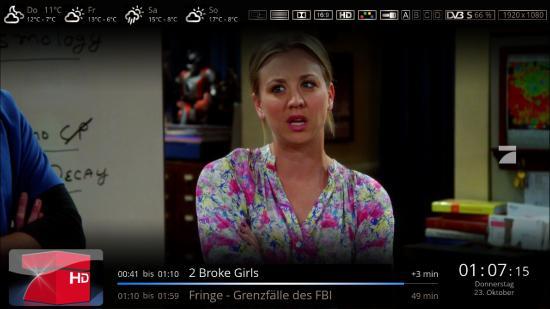 Do 11°C
12°C - 7°C
Fr
13°C - 6°C
Sa
15°C - 8°C
So
17°C - 8°C
16:9
HD
A B C D
DVB S 66 %
1920 x 1080
DECAY
HD
00:41 bis 01:10 2 Broke Girls +3 min
01:10 bis 01:59 Fringe - Grenzfälle des FBI 49 min
01:07:15
Donnerstag
23. Oktober